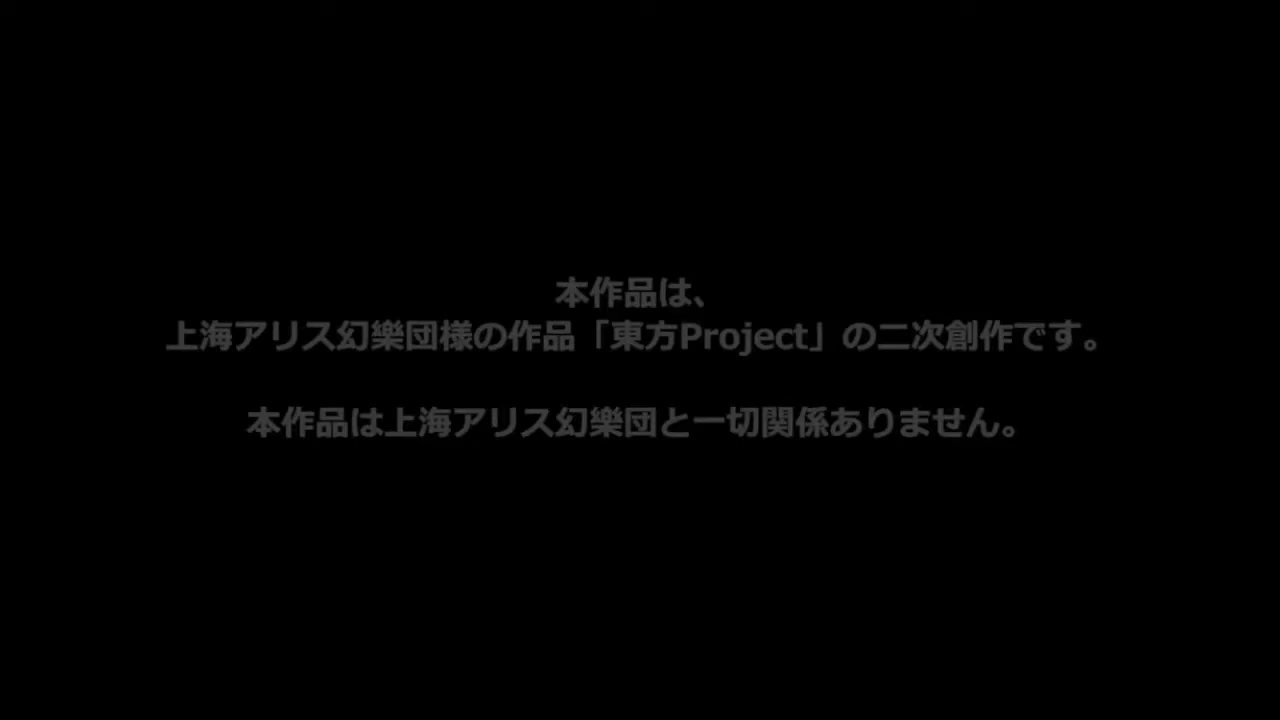 本作品は、
上海アリス幻樂団様の作品「東方Project」の二次創作です。
本作品は上海アリス幻樂団と一切関係ありません。